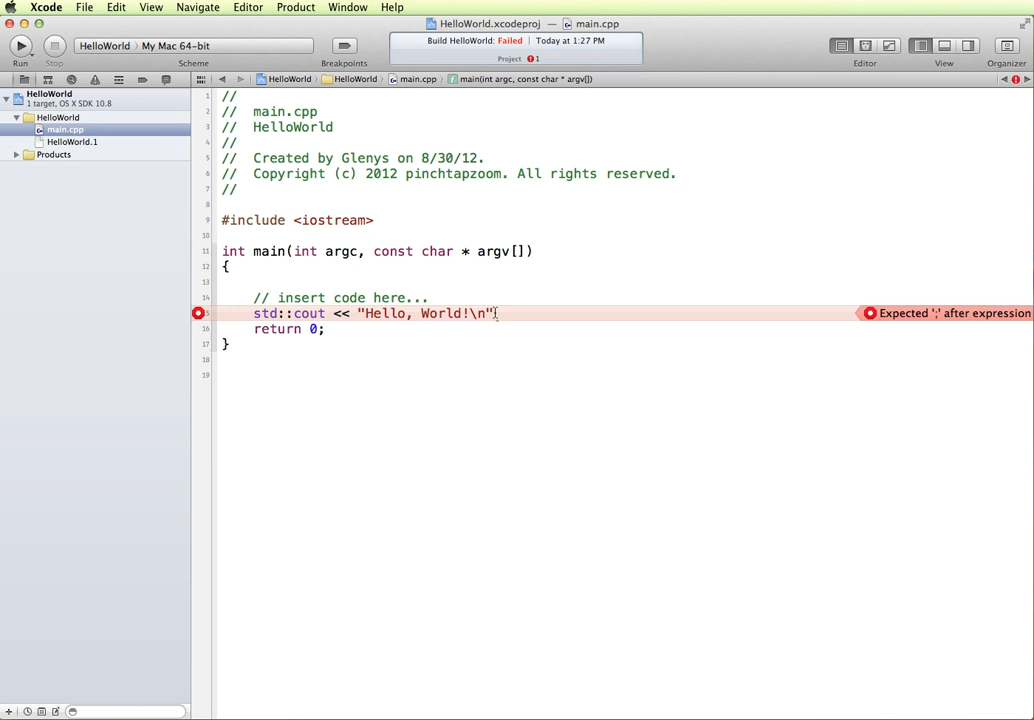 Xcode File Edit View Navigate Editor Product Window Help
HelloWorld.xcodeproj — main.cpp
HelloWorld My Mac 64-bit
Build HelloWorld: Failed Today at 1:27 PM
Project 1
Run Stop Scheme Breakpoints Editor View Organizer
HelloWorld HelloWorld main.cpp main(int argc, const char * argv[])
HelloWorld
1 target, OS X SDK 10.8
HelloWorld
main.cpp
HelloWorld.1
Products
1 //
2 // main.cpp
3 // HelloWorld
4 //
5 // Created by Glenys on 8/30/12.
6 // Copyright (c) 2012 pinchtapzoom. All rights reserved.
7 //
8
9 #include <iostream>
10
11 int main(int argc, const char * argv[])
12 {
13
14 // insert code here...
5 std::cout << "Hello, World!\n" Expected ';' after expression
16 return 0;
17 }
18
19